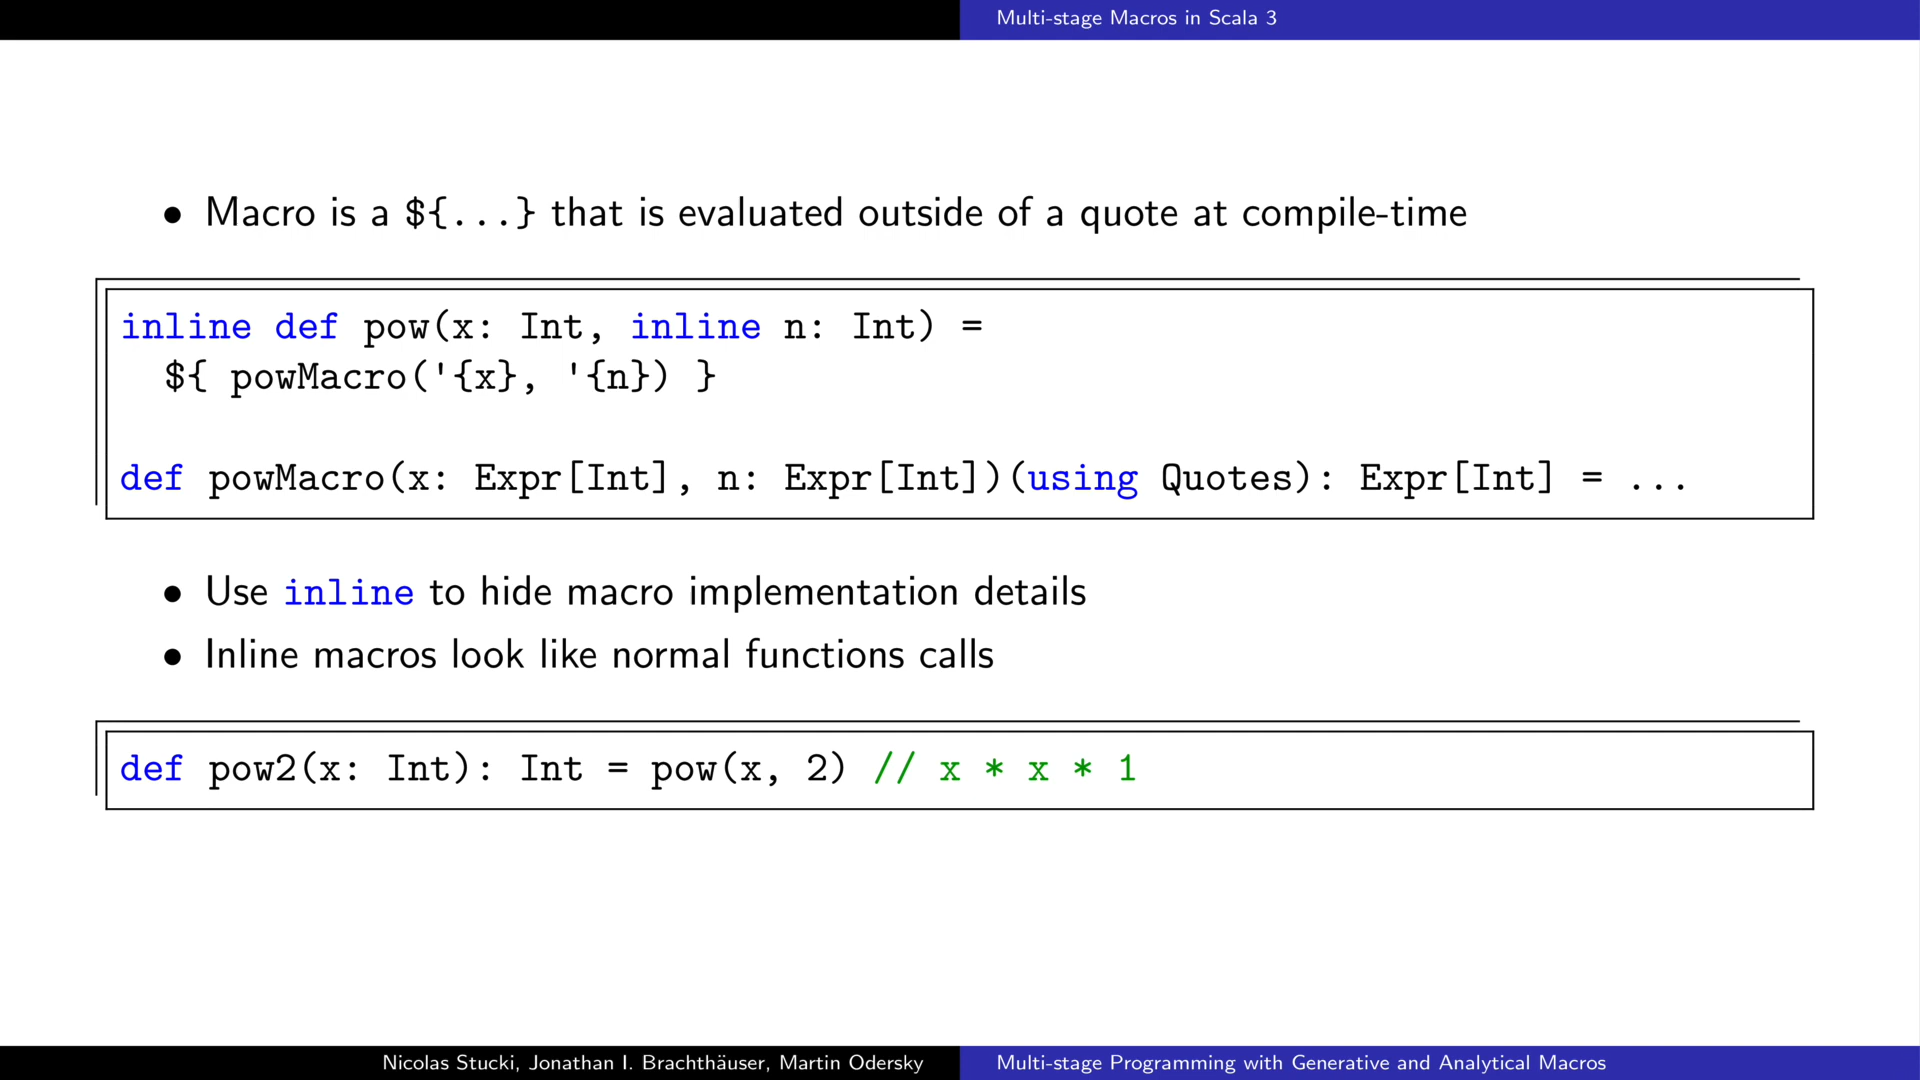 Multi-stage Macros in Scala 3
• Macro is a ${...} that is evaluated outside of a quote at compile-time
inline def pow(x: Int, inline n: Int) =
  ${ powMacro('{x}, '{n}) }
def powMacro(x: Expr[Int], n: Expr[Int])(using Quotes): Expr[Int] = ...
• Use inline to hide macro implementation details
• Inline macros look like normal functions calls
def pow2(x: Int): Int = pow(x, 2) // x * x * 1
Nicolas Stucki, Jonathan I. Brachthäuser, Martin Odersky
Multi-stage Programming with Generative and Analytical Macros